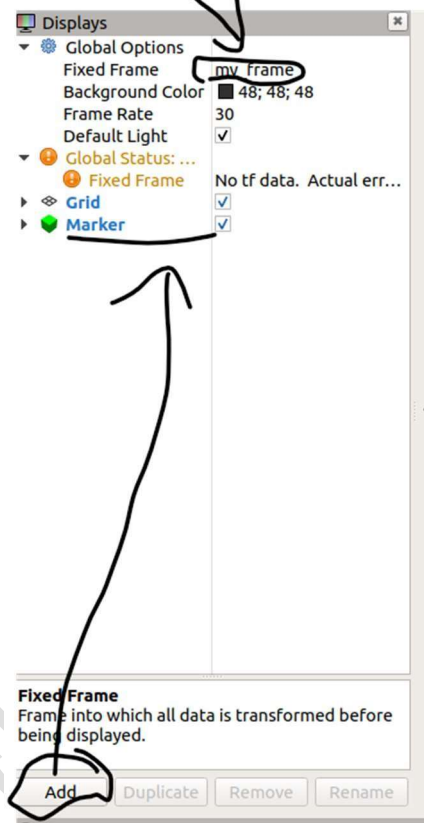 Displays
Global Options
Fixed Frame my_frame
Background Color 48; 48; 48
Frame Rate 30
Default Light
Global Status: ...
Fixed Frame No tf data. Actual err...
Grid
Marker
Fixed Frame
Frame into which all data is transformed before
being displayed.
Add Duplicate Remove Rename